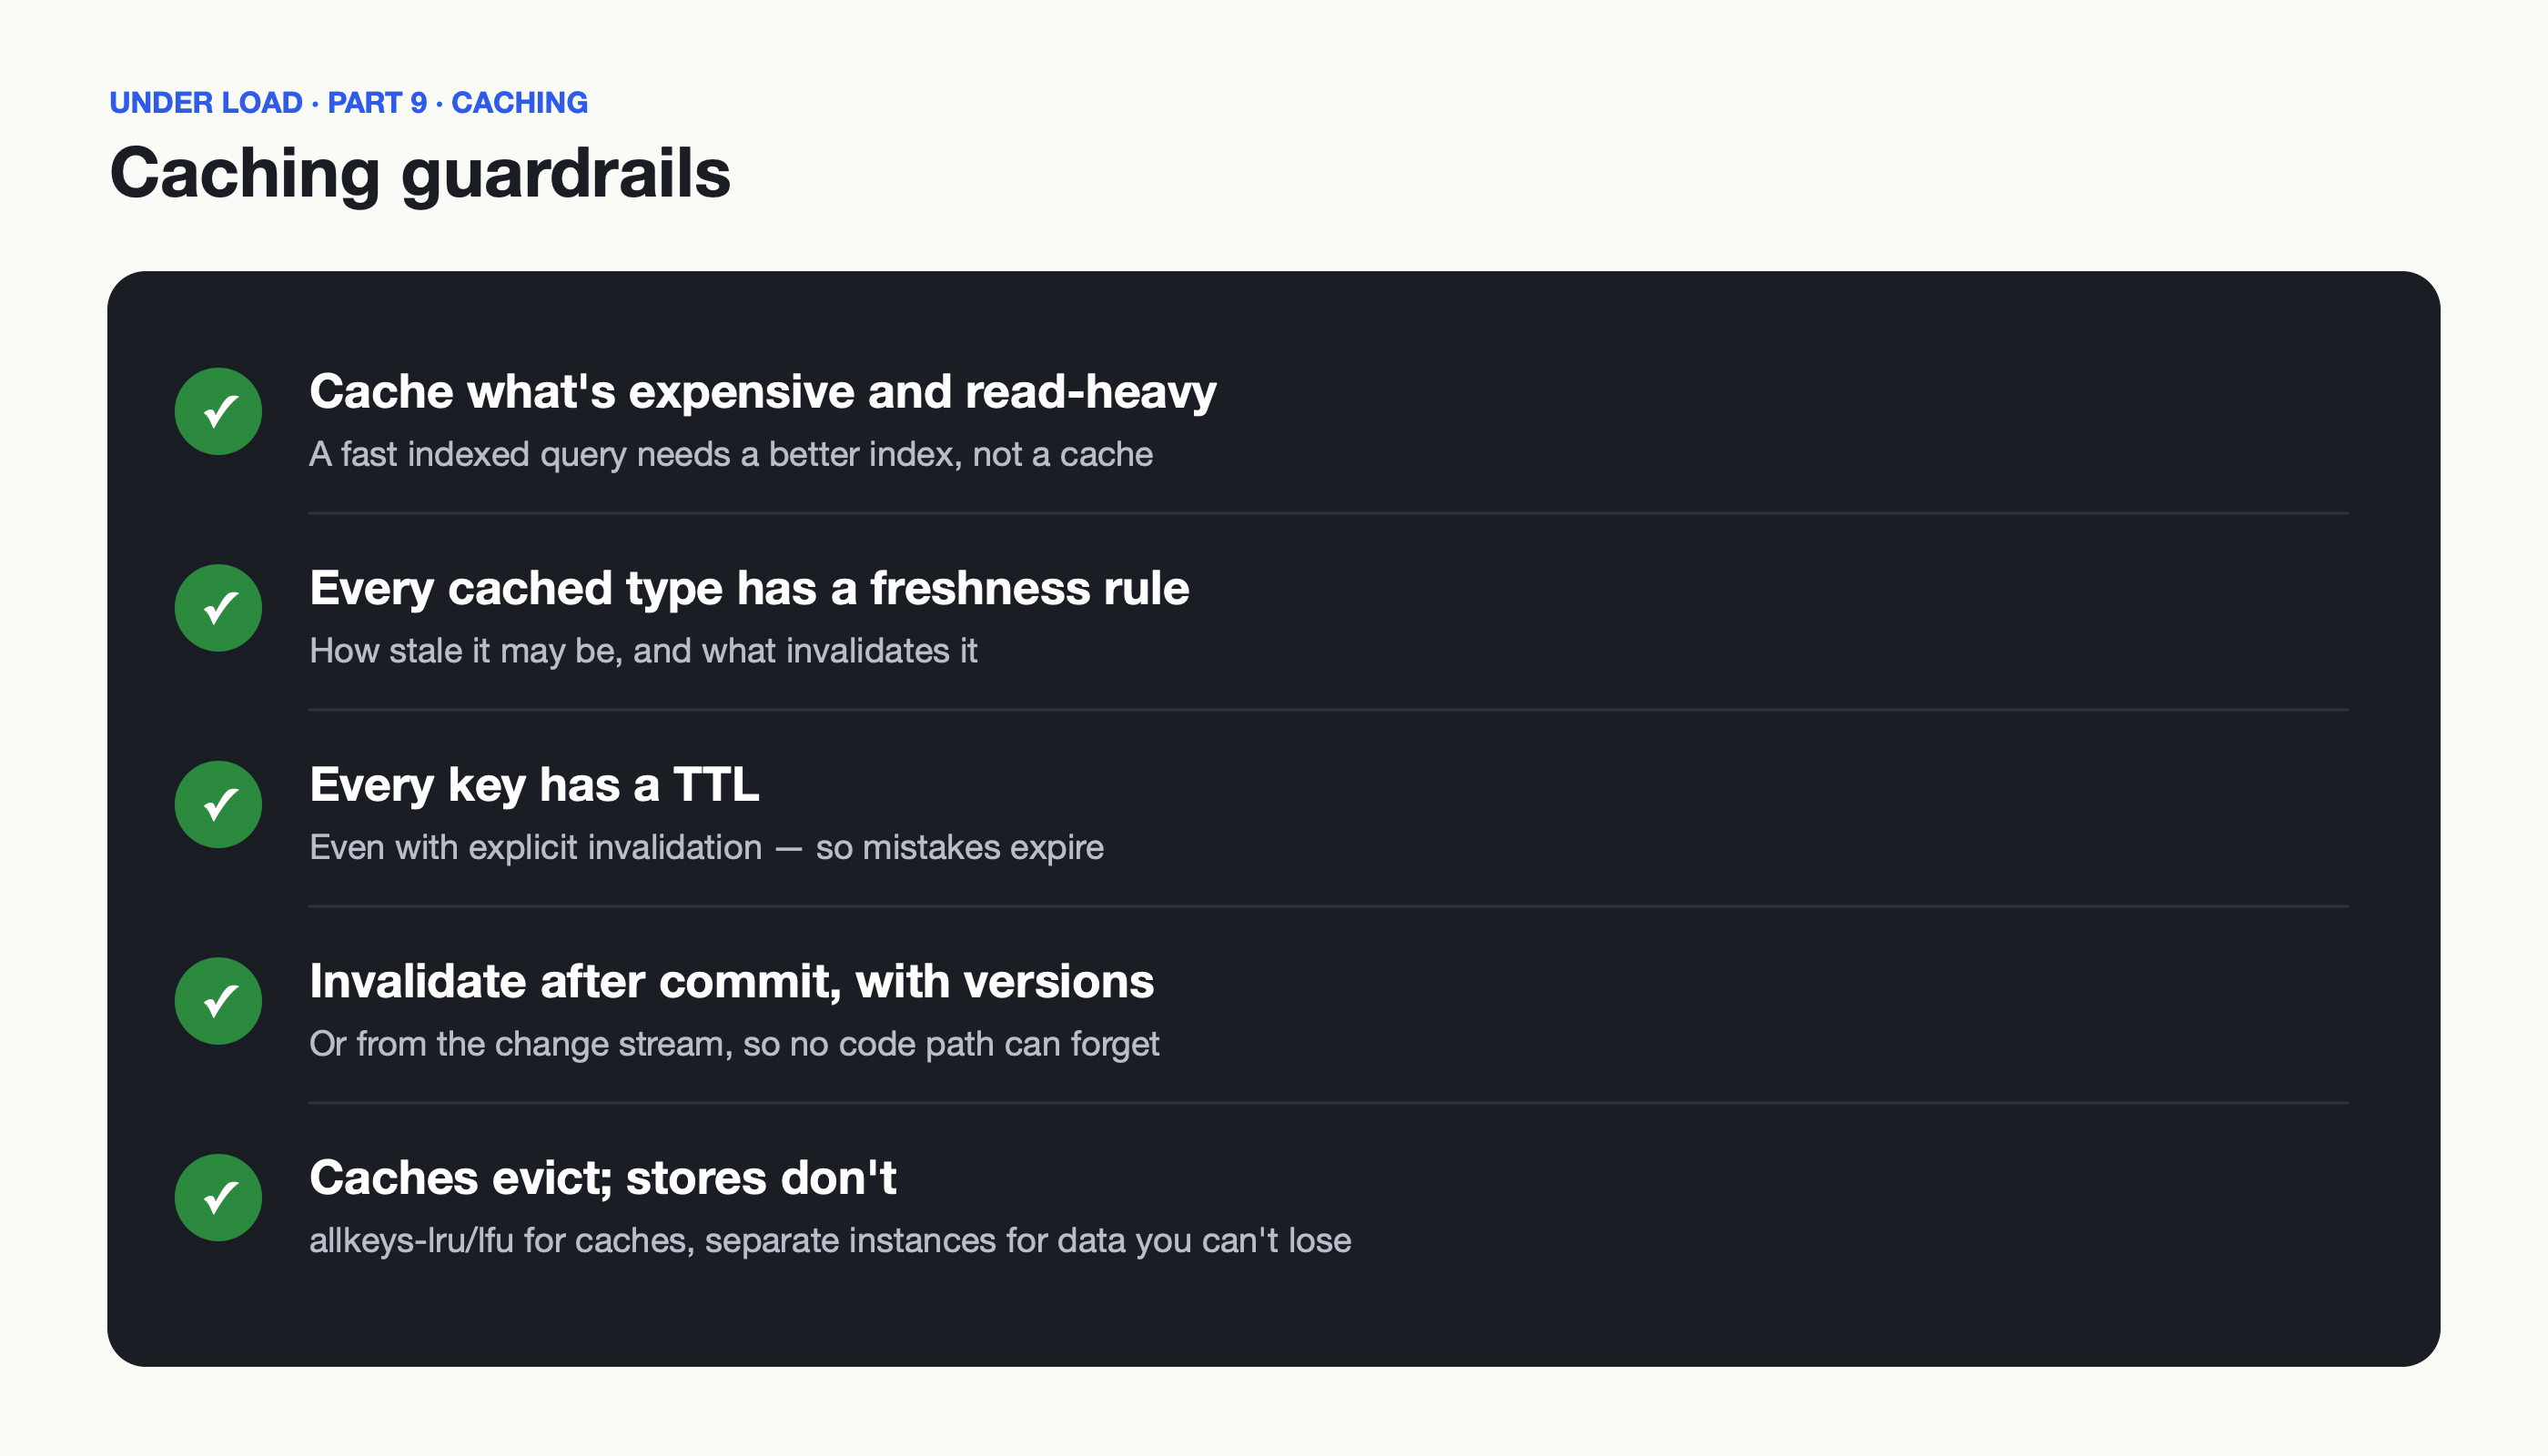 UNDER LOAD · PART 9 · CACHING
Caching guardrails
Cache what's expensive and read-heavy
A fast indexed query needs a better index, not a cache
Every cached type has a freshness rule
How stale it may be, and what invalidates it
Every key has a TTL
Even with explicit invalidation — so mistakes expire
Invalidate after commit, with versions
Or from the change stream, so no code path can forget
Caches evict; stores don't
allkeys-lru/lfu for caches, separate instances for data you can't lose